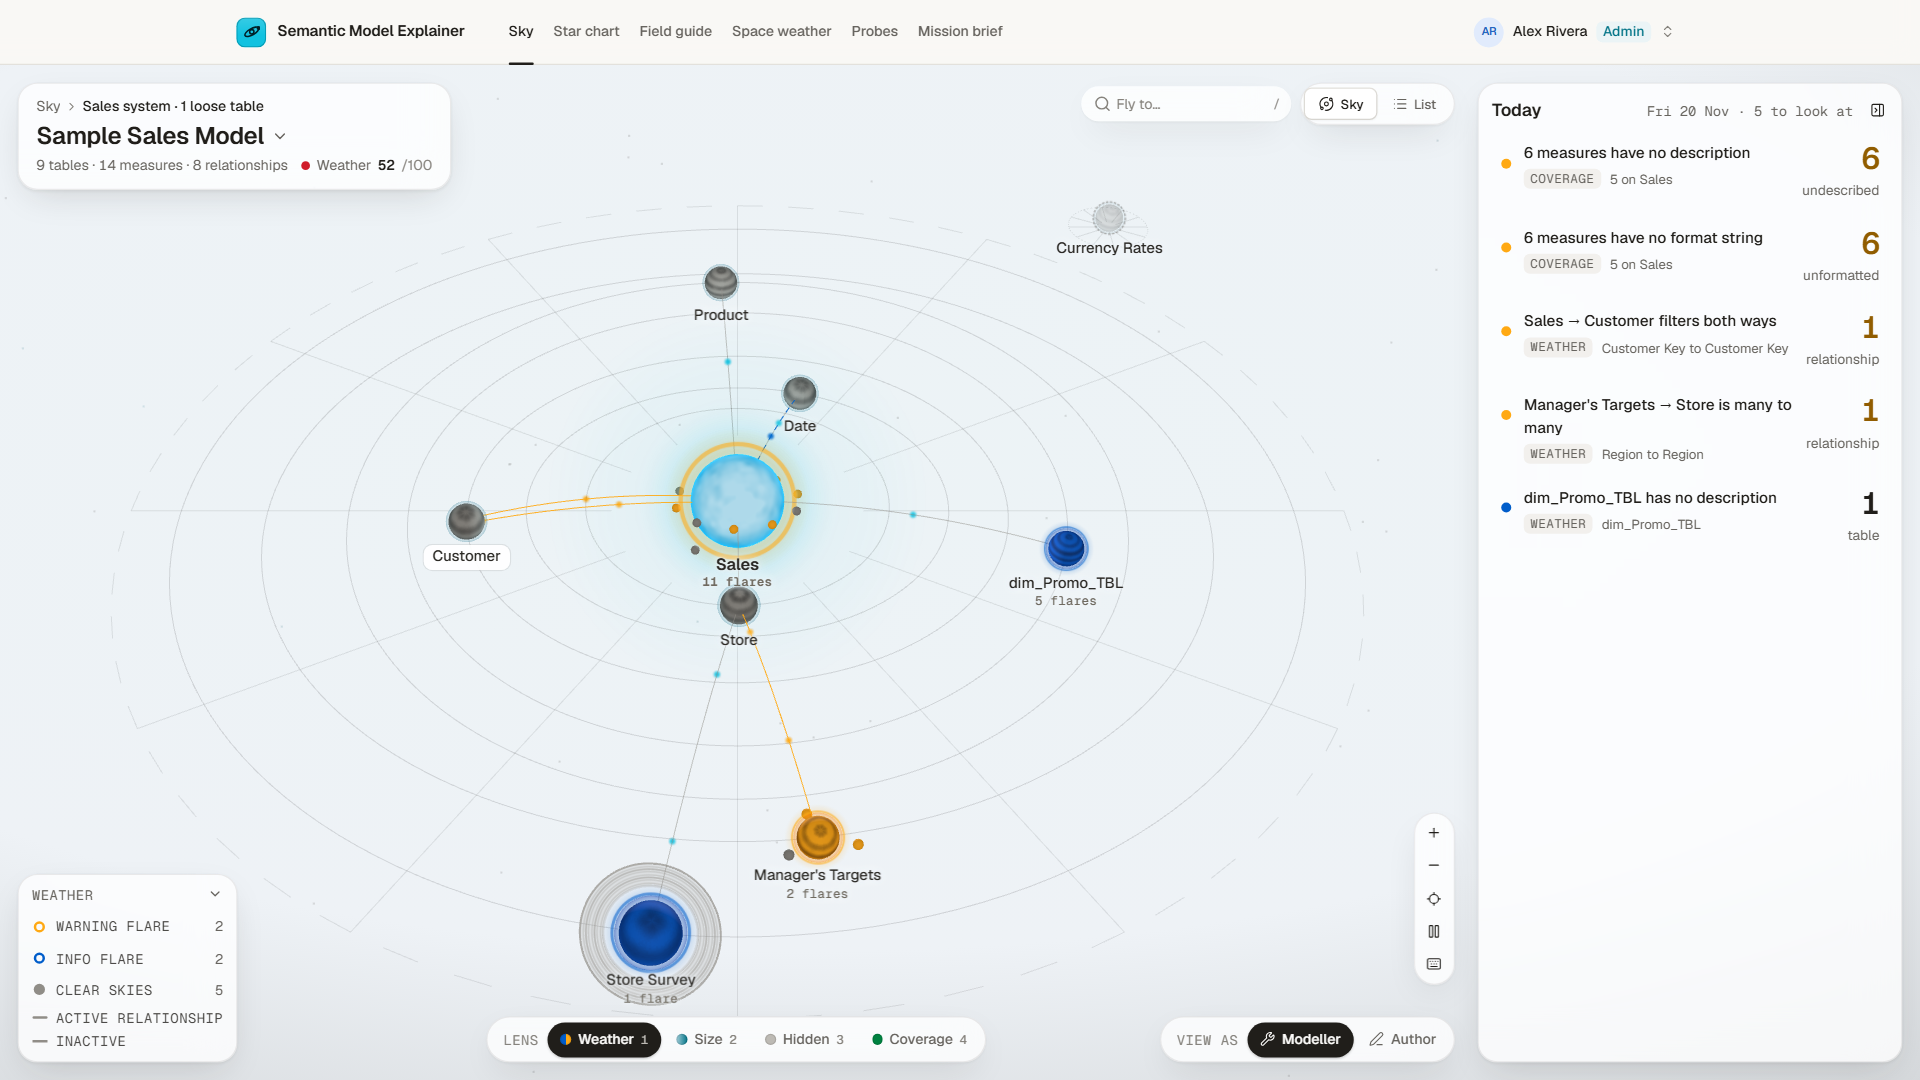 Semantic Model Explainer
Sky
Star chart
Field guide
Space weather
Probes
Mission brief
AR
Alex Rivera
Admin
Sky › Sales system · 1 loose table
Sample Sales Model
9 tables · 14 measures · 8 relationships
Weather 52 /100
Fly to...
/
Sky
List
Today
Fri 20 Nov · 5 to look at
6 measures have no description
COVERAGE 5 on Sales
6
undescribed
6 measures have no format string
COVERAGE 5 on Sales
6
unformatted
Sales → Customer filters both ways
WEATHER Customer Key to Customer Key
1
relationship
Manager's Targets → Store is many to
many
WEATHER Region to Region
1
relationship
dim_Promo_TBL has no description
WEATHER dim_Promo_TBL
1
table
Currency Rates
Product
Date
Customer
Sales
11 flares
dim_Promo_TBL
5 flares
Store
Manager's Targets
2 flares
Store Survey
1 flare
WEATHER
WARNING FLARE 2
INFO FLARE 2
CLEAR SKIES 5
ACTIVE RELATIONSHIP
INACTIVE
LENS
Weather 1
Size 2
Hidden 3
Coverage 4
VIEW AS
Modeller
Author